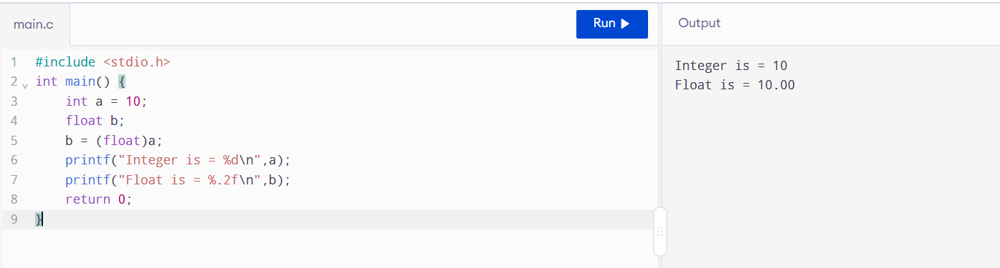 main.c
Run
Output
1 #include <stdio.h>
2 int main() {
3     int a = 10;
4     float b;
5     b = (float)a;
6     printf("Integer is = %d\n",a);
7     printf("Float is = %.2f\n",b);
8     return 0;
9 }
Integer is = 10
Float is = 10.00